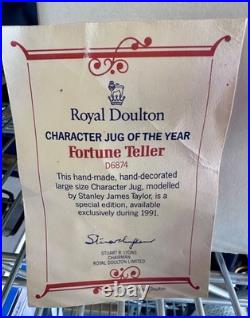 Royal Doulton
CHARACTER JUG OF THE YEAR
Fortune Teller
D6874
This hand-made, hand-decorated
large size Character Jug, modelled
by Stanley James Taylor, is a
special edition, available
exclusively during 1991.
STUART R. LYONS
CHAIRMAN
ROYAL DOULTON LIMITED
Doulton